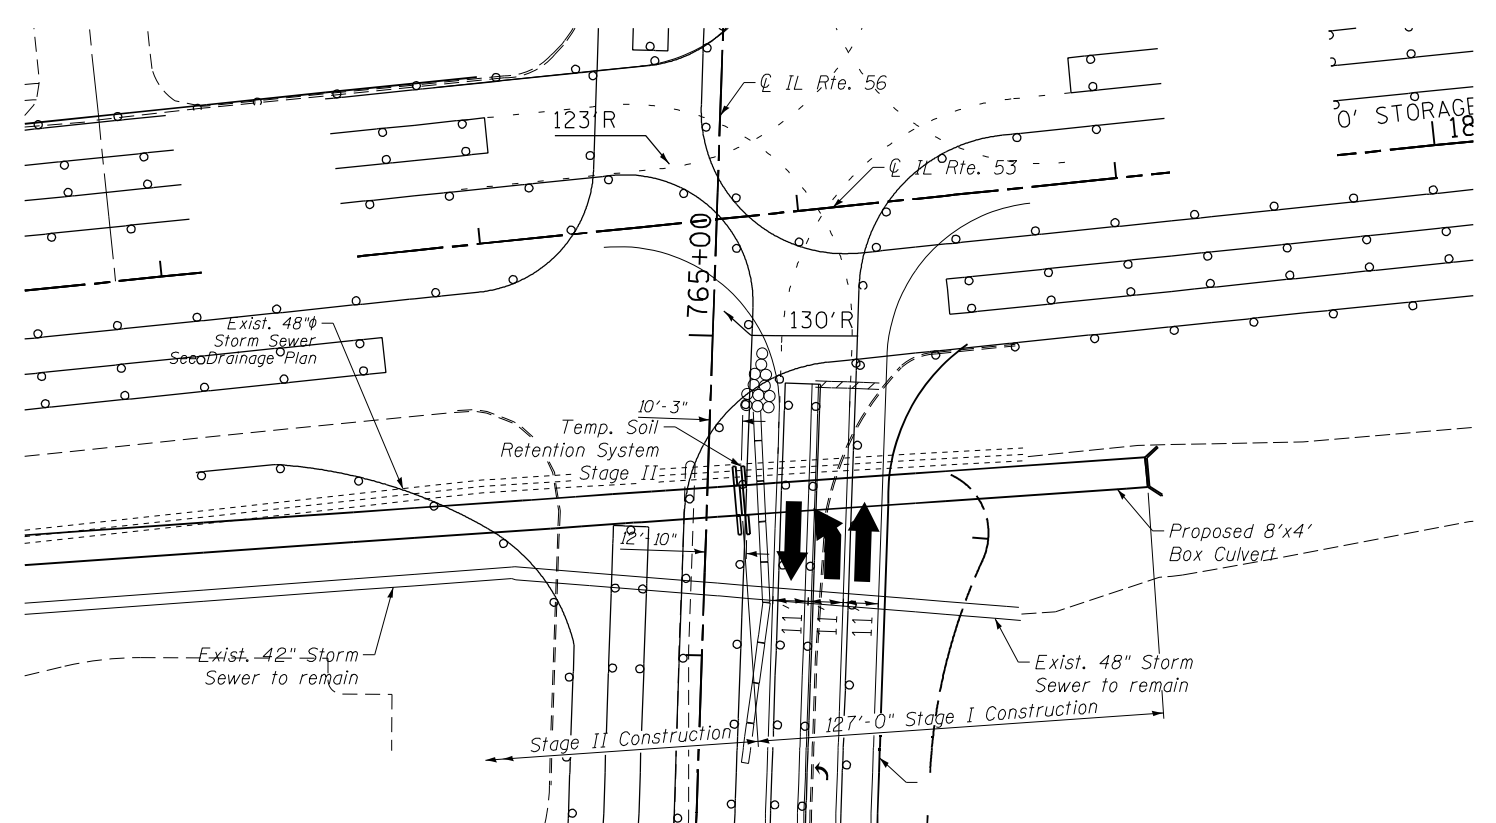 ℄ IL Rte. 56
123'R
0' STORAGE
18
℄ IL Rte. 53
765+00
Exist. 48"ϕ
Storm Sewer
See Drainage Plan
130'R
10'-3"
Temp. Soil
Retention System
Stage II
12'-10"
Proposed 8'x4'
Box Culvert
11'
11'
11'
Exist. 42" Storm
Sewer to remain
Exist. 48" Storm
Sewer to remain
Stage II Construction
127'-0" Stage I Construction